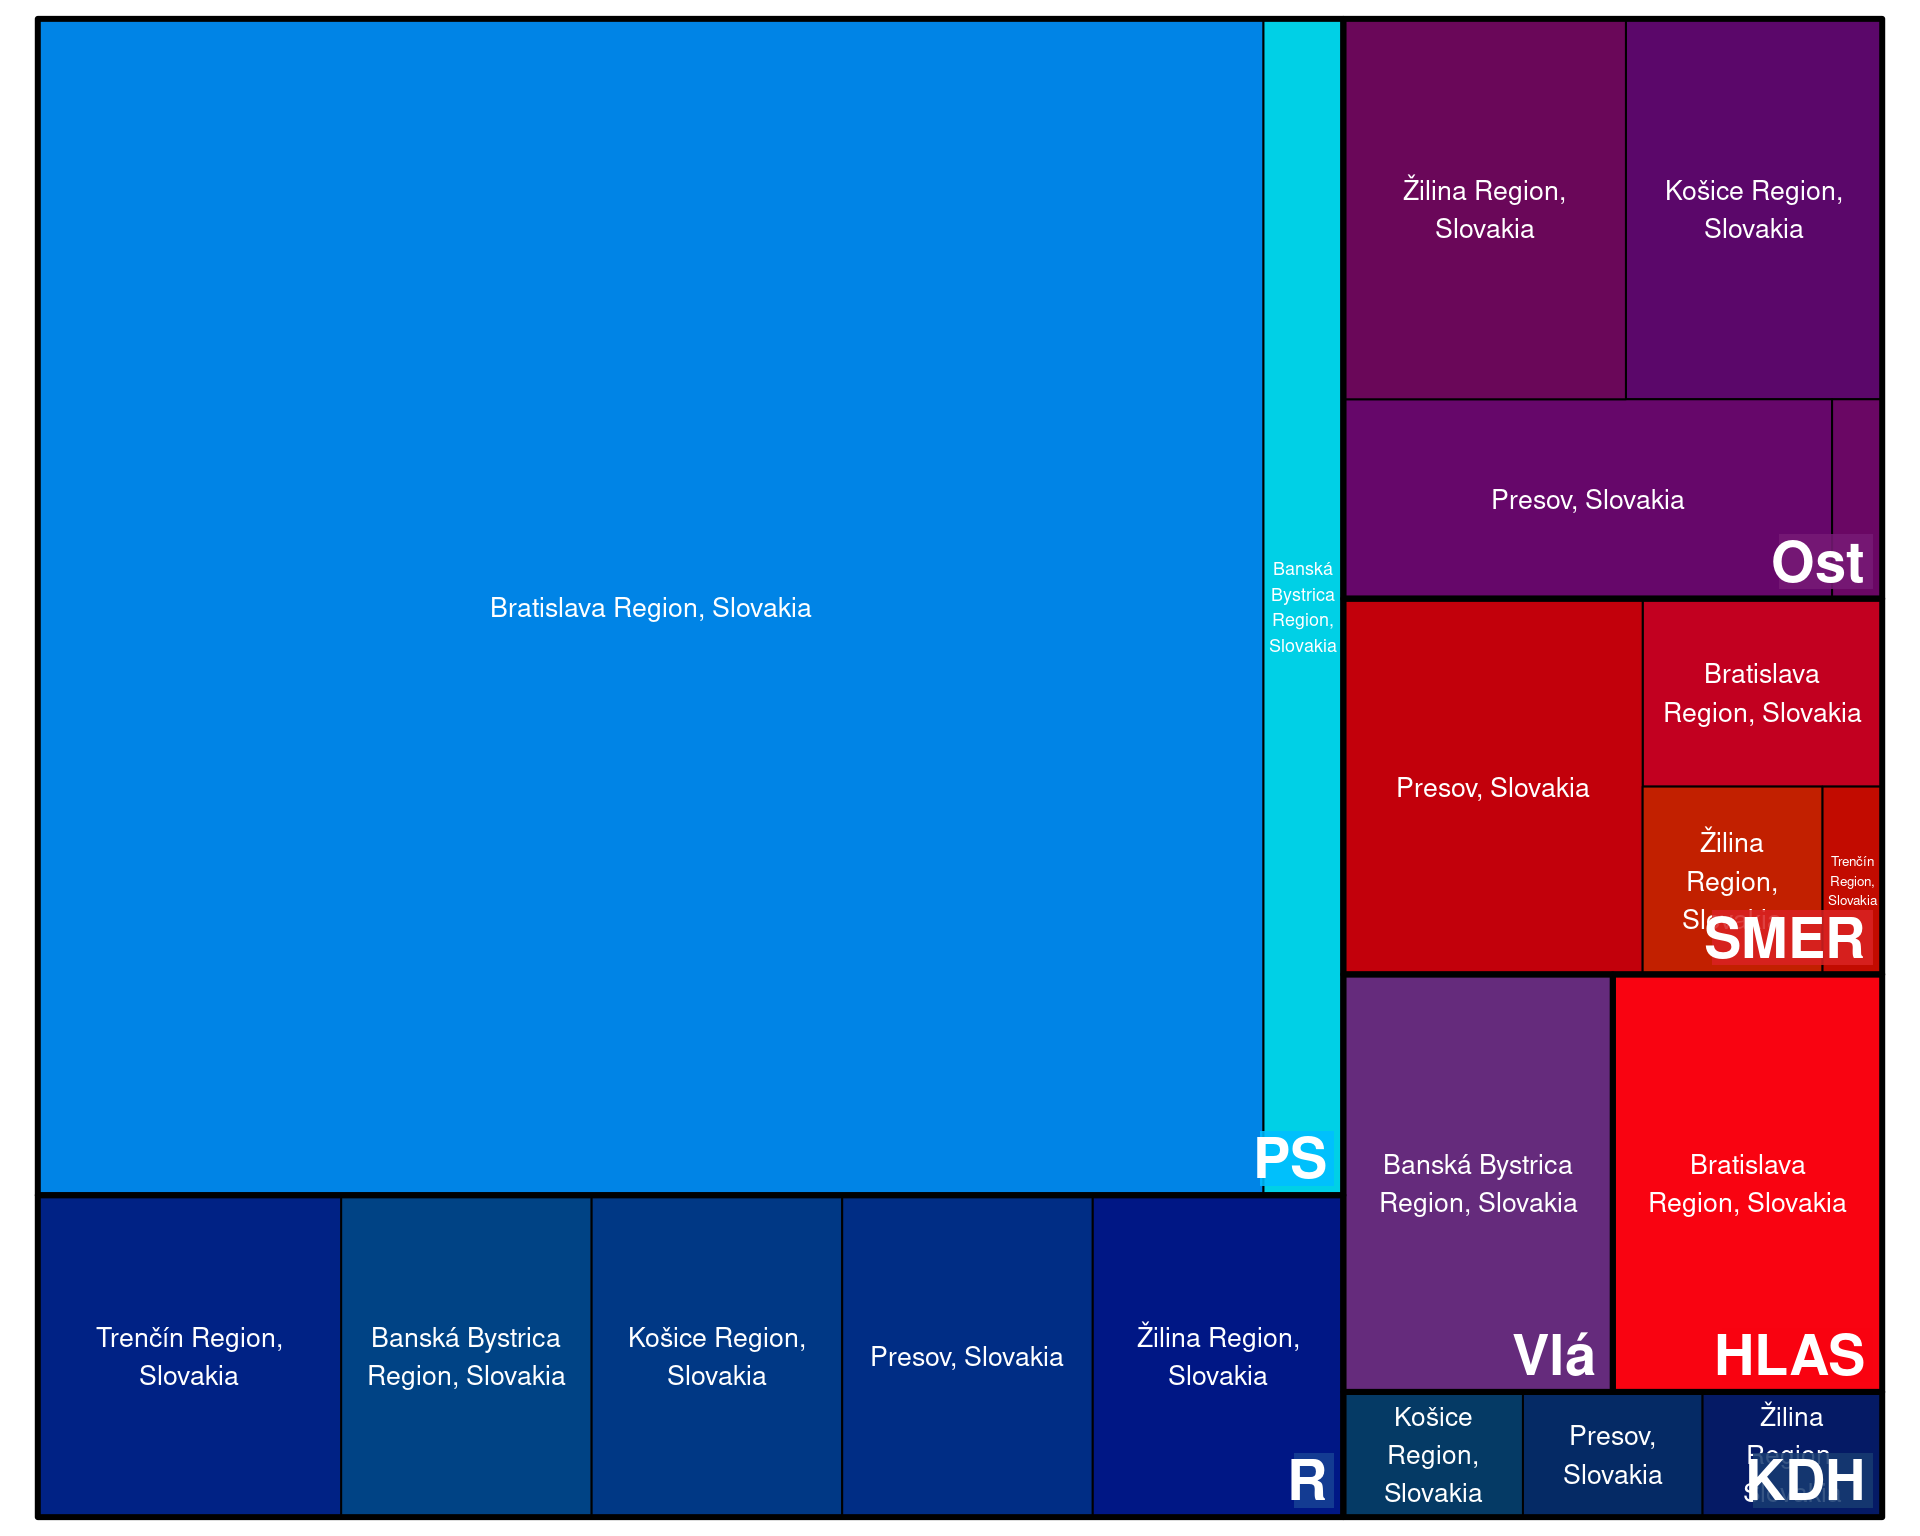 Bratislava Region, Slovakia
Banská
Bystrica
Region,
Slovakia
PS
Trenčín Region,
Slovakia
Banská Bystrica
Region, Slovakia
Košice Region,
Slovakia
Presov, Slovakia
Žilina Region,
Slovakia
R
Žilina Region,
Slovakia
Košice Region,
Slovakia
Presov, Slovakia
Ost
Presov, Slovakia
Bratislava
Region, Slovakia
Žilina
Region,
Slovakia
Trenčín
Region,
Slovakia
SMER
Banská Bystrica
Region, Slovakia
Vlá
Bratislava
Region, Slovakia
HLAS
Košice
Region,
Slovakia
Presov,
Slovakia
Žilina
Region,
Slovakia
KDH